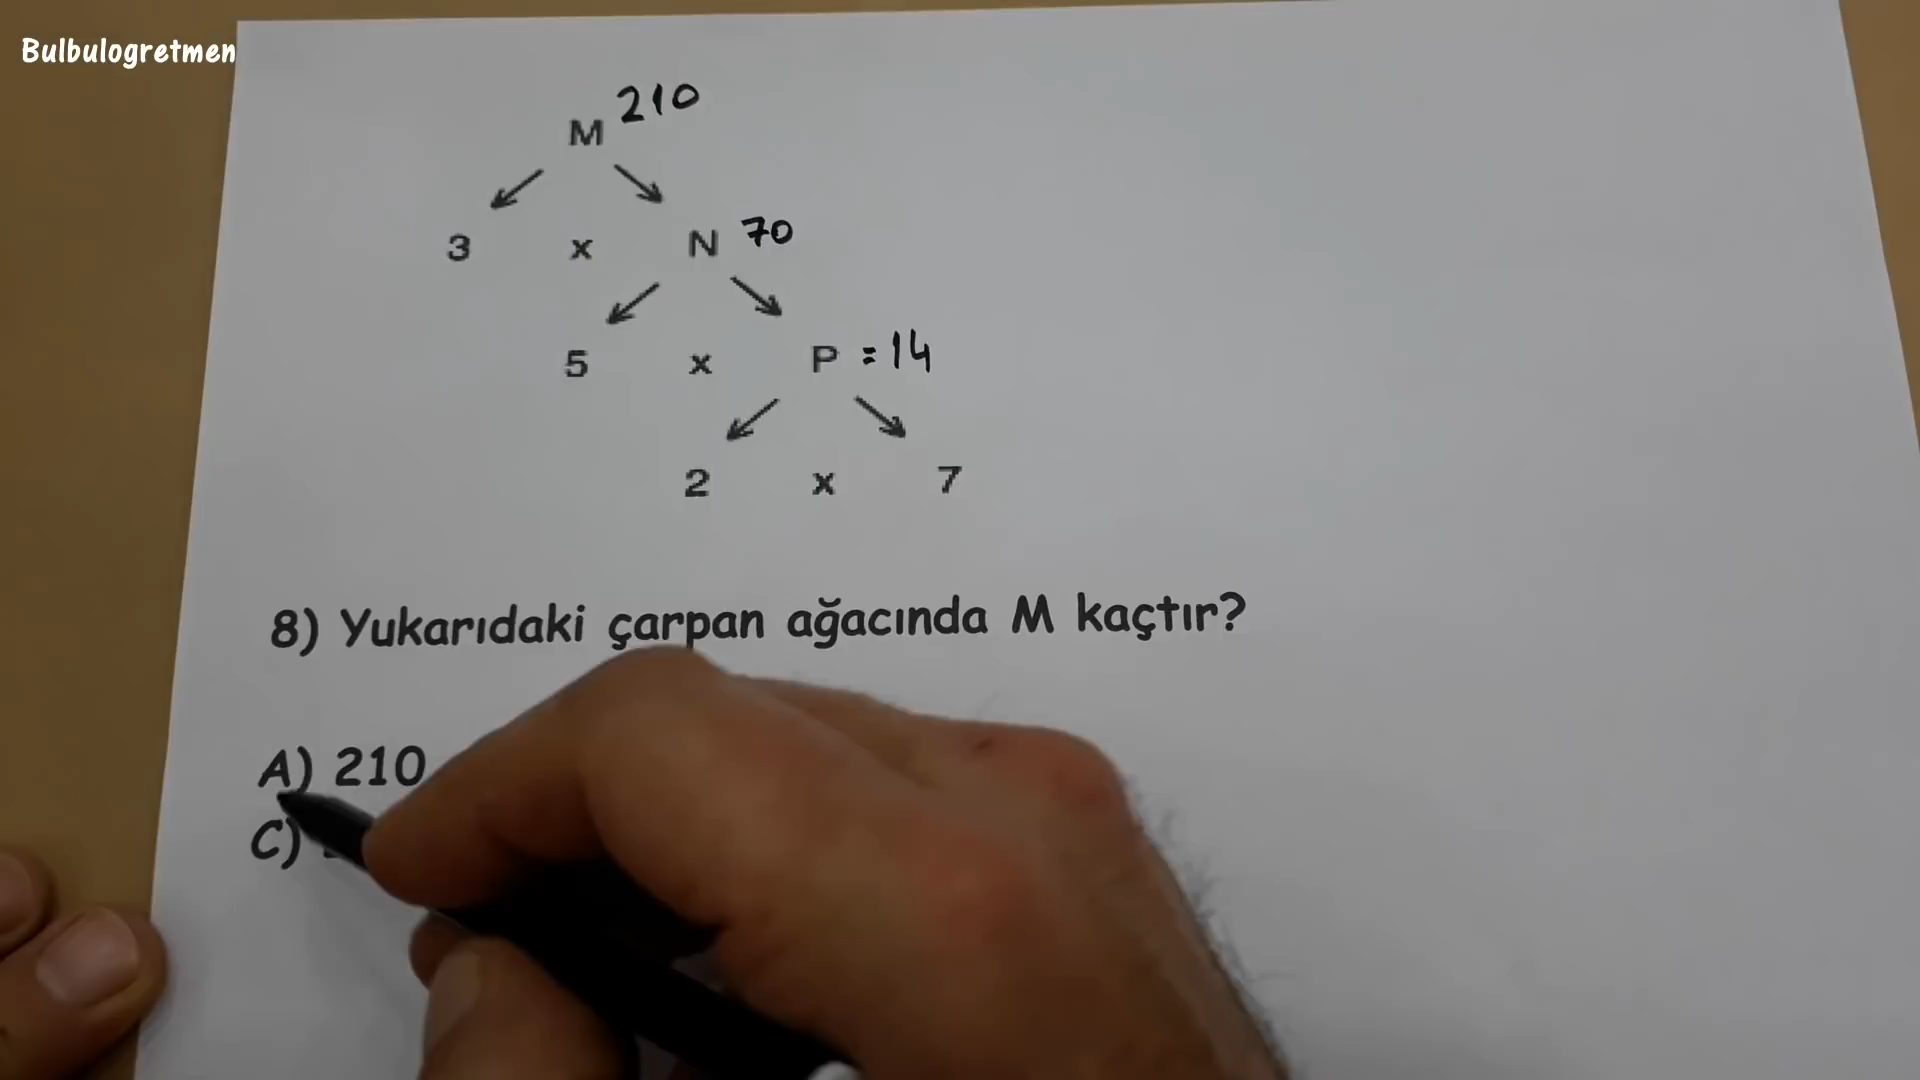 Bulbulogretmen
M 210
3 x N 70
5 x P = 14
2 x 7
8) Yukarıdaki çarpan ağacında M kaçtır?
A) 210
C)